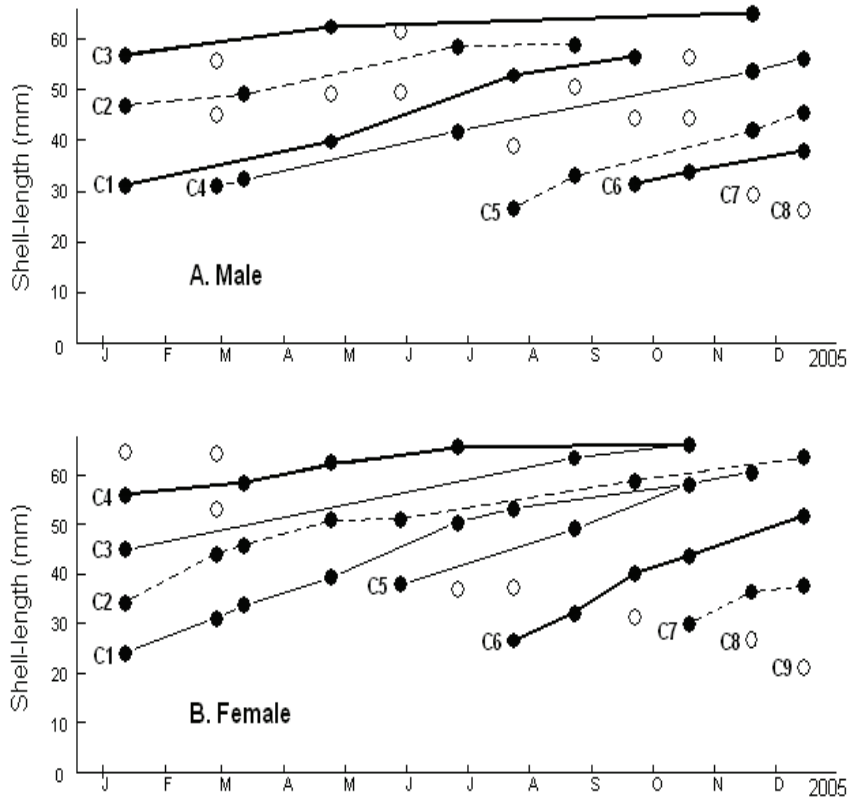 Shell-length (mm)
60
50
40
30
20
10
0
C3
C2
C1
C4
C5
C6
C7
C8
A. Male
J F M A M J J A S O N D 2005
Shell-length (mm)
60
50
40
30
20
10
0
C4
C3
C2
C1
C5
C6
C7
C8
C9
B. Female
J F M A M J J A S O N D 2005